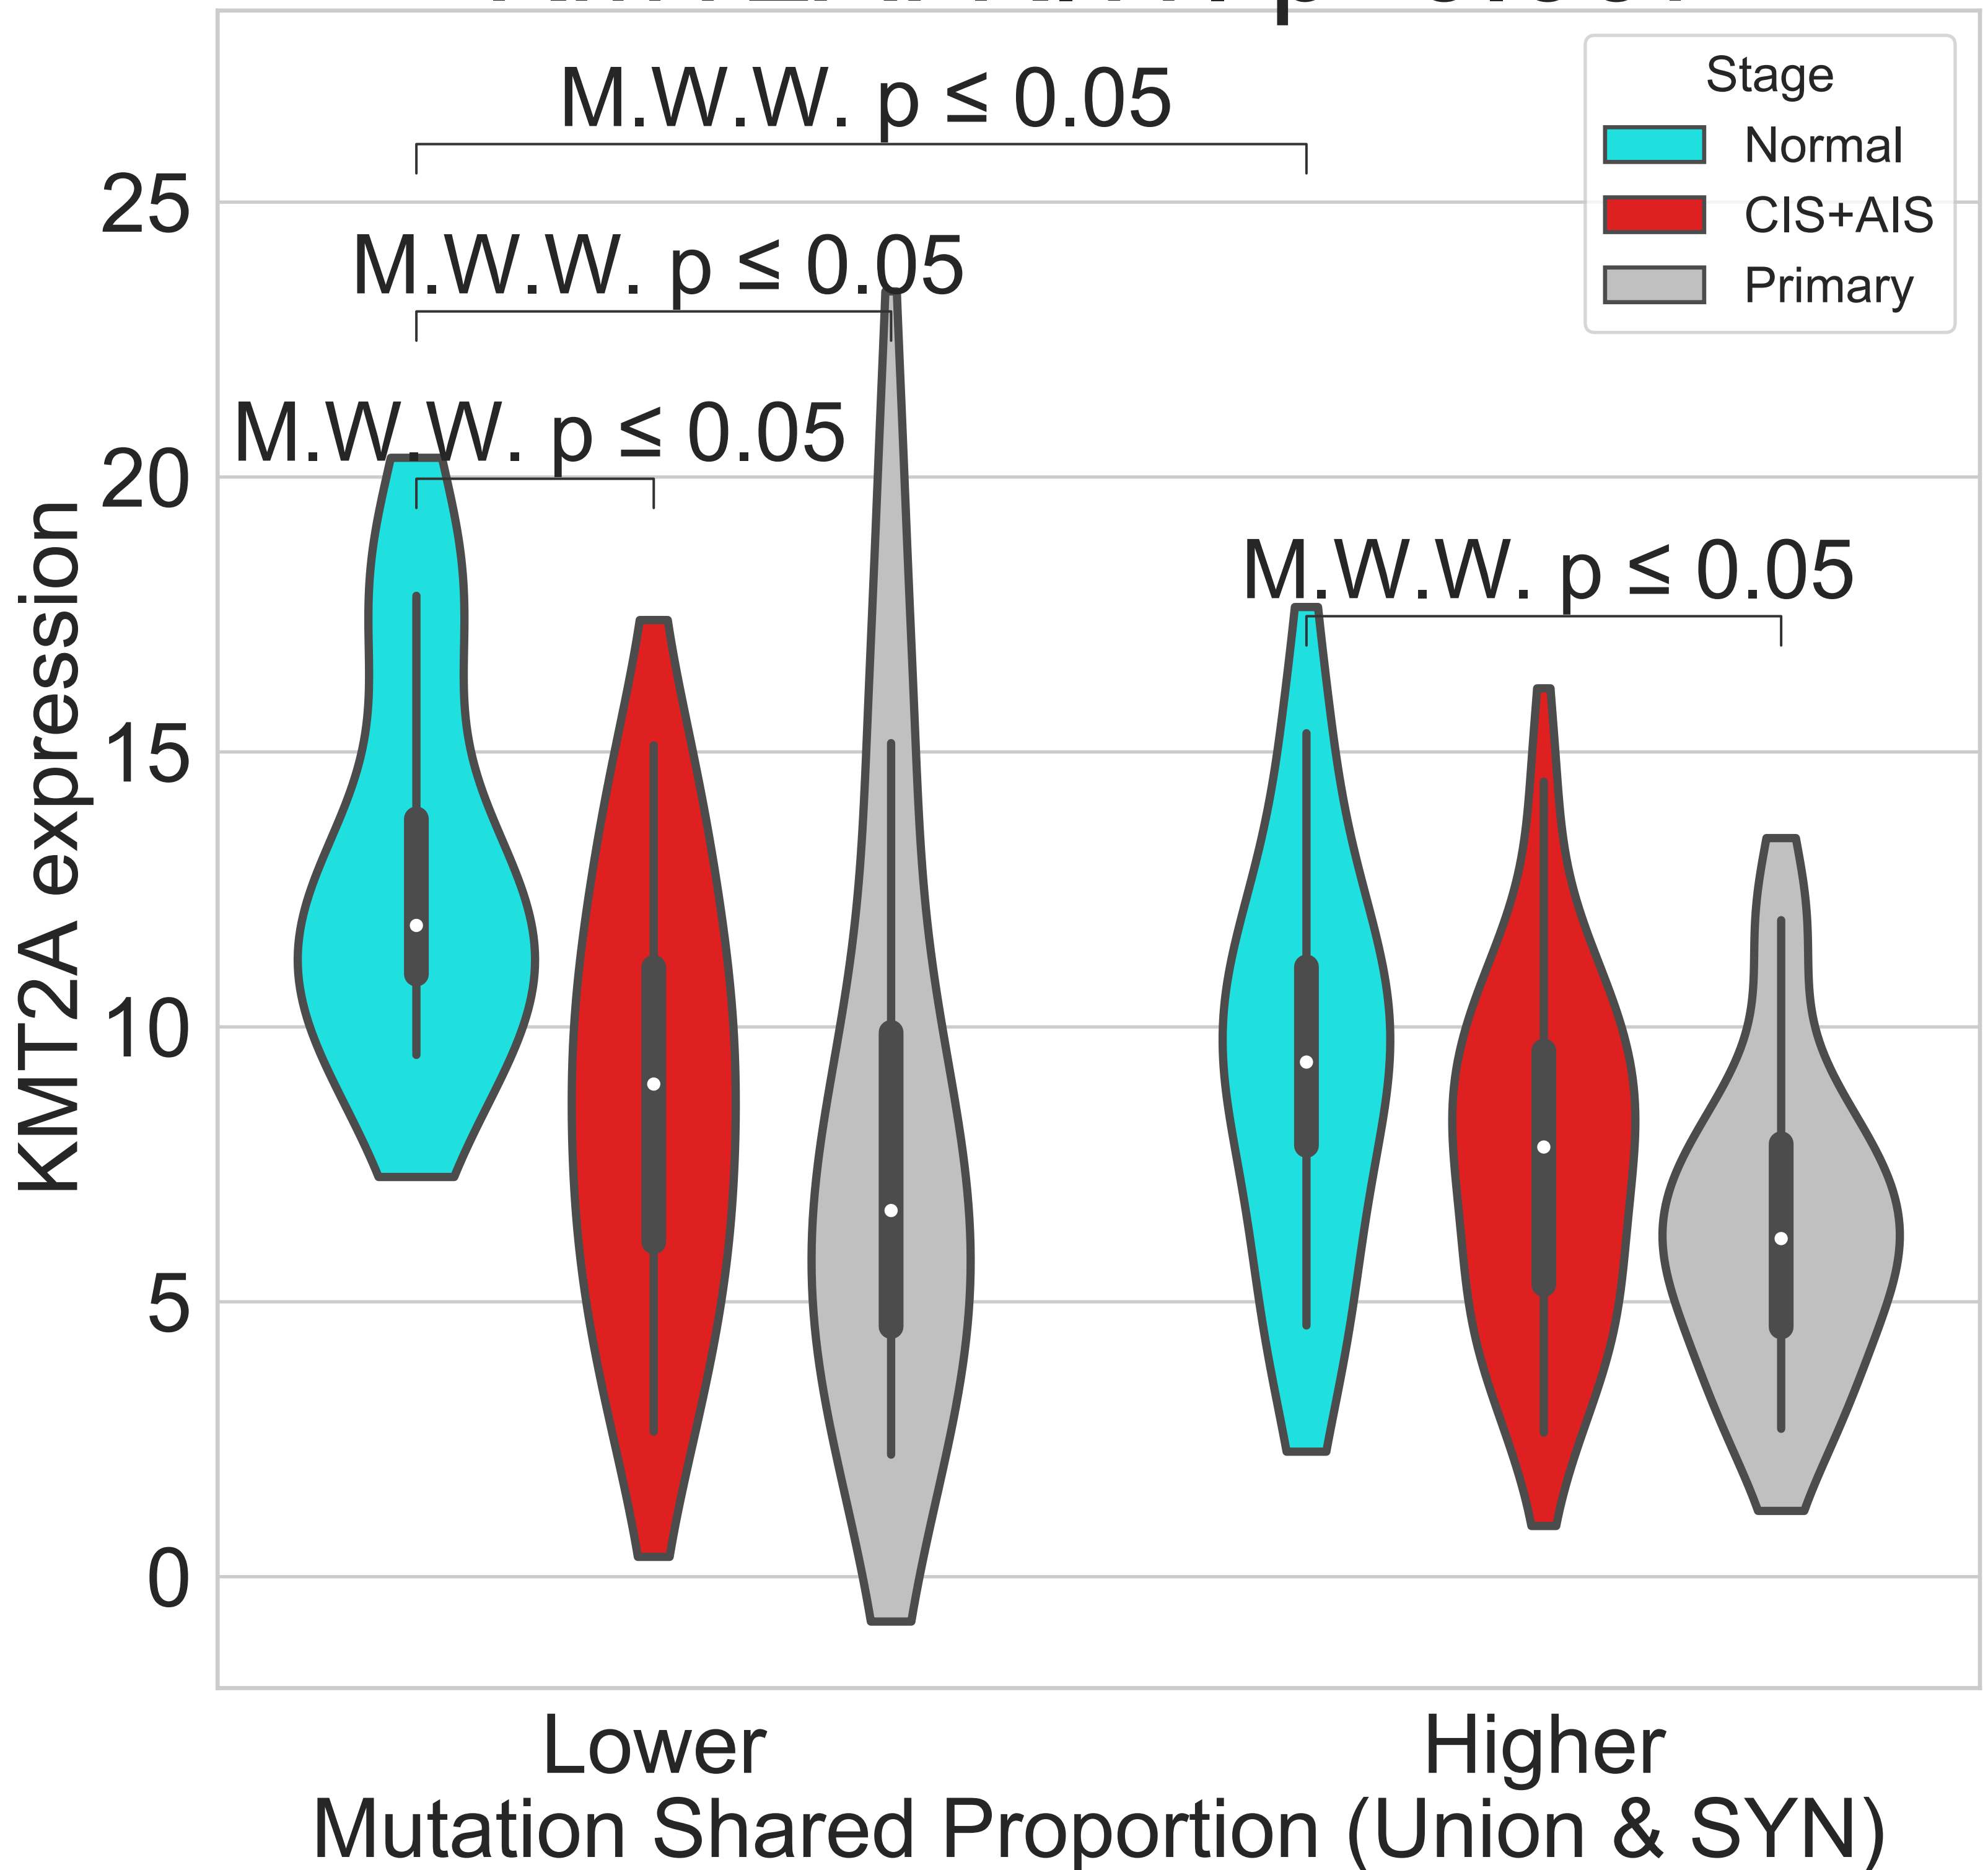 M.W.W. p ≤ 0.05
Stage
Normal
CIS+AIS
Primary
25
M.W.W. p ≤ 0.05
M.W.W. p ≤ 0.05
20
M.W.W. p ≤ 0.05
15
10
5
0
KMT2A expression
Lower
Higher
Mutation Shared Proportion (Union & SYN)